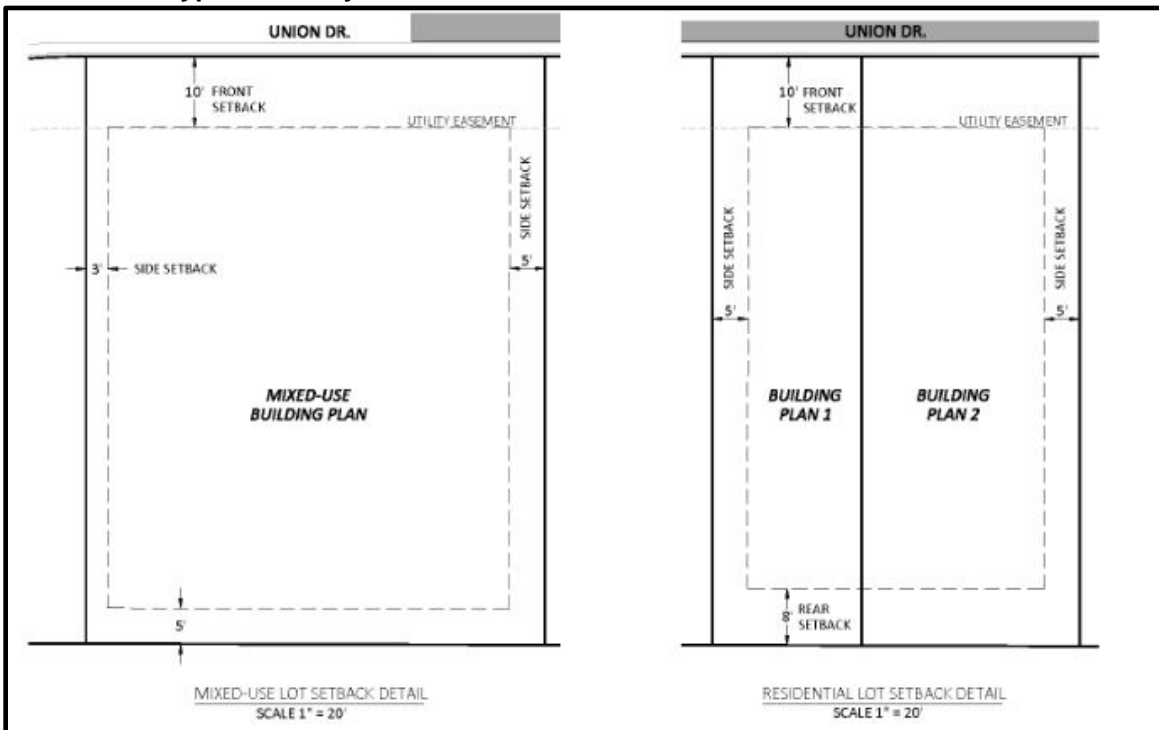 UNION DR.
10' FRONT
SETBACK
UTILITY EASEMENT
SIDE SETBACK
5'
3'
SIDE SETBACK
MIXED-USE
BUILDING PLAN
5'
MIXED-USE LOT SETBACK DETAIL
SCALE 1" = 20'
UNION DR.
10' FRONT
SETBACK
UTILITY EASEMENT
SIDE SETBACK
5'
SIDE SETBACK
5'
BUILDING
PLAN 1
BUILDING
PLAN 2
8'
REAR
SETBACK
RESIDENTIAL LOT SETBACK DETAIL
SCALE 1" = 20'